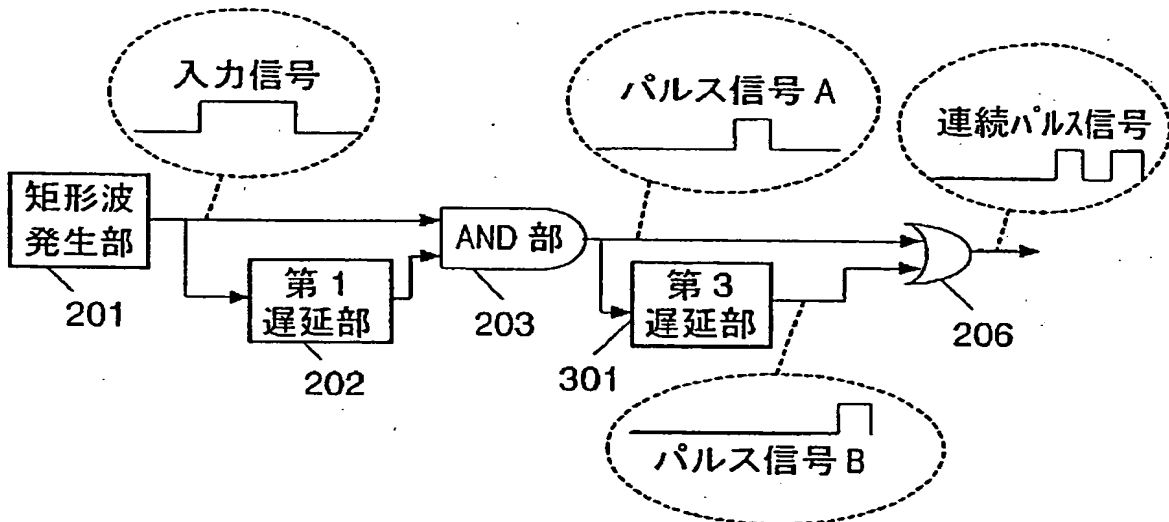 入力信号
パルス信号 A
連続パルス信号
矩形波
発生部
201
第1
遅延部
202
AND 部
203
第3
遅延部
301
206
パルス信号 B